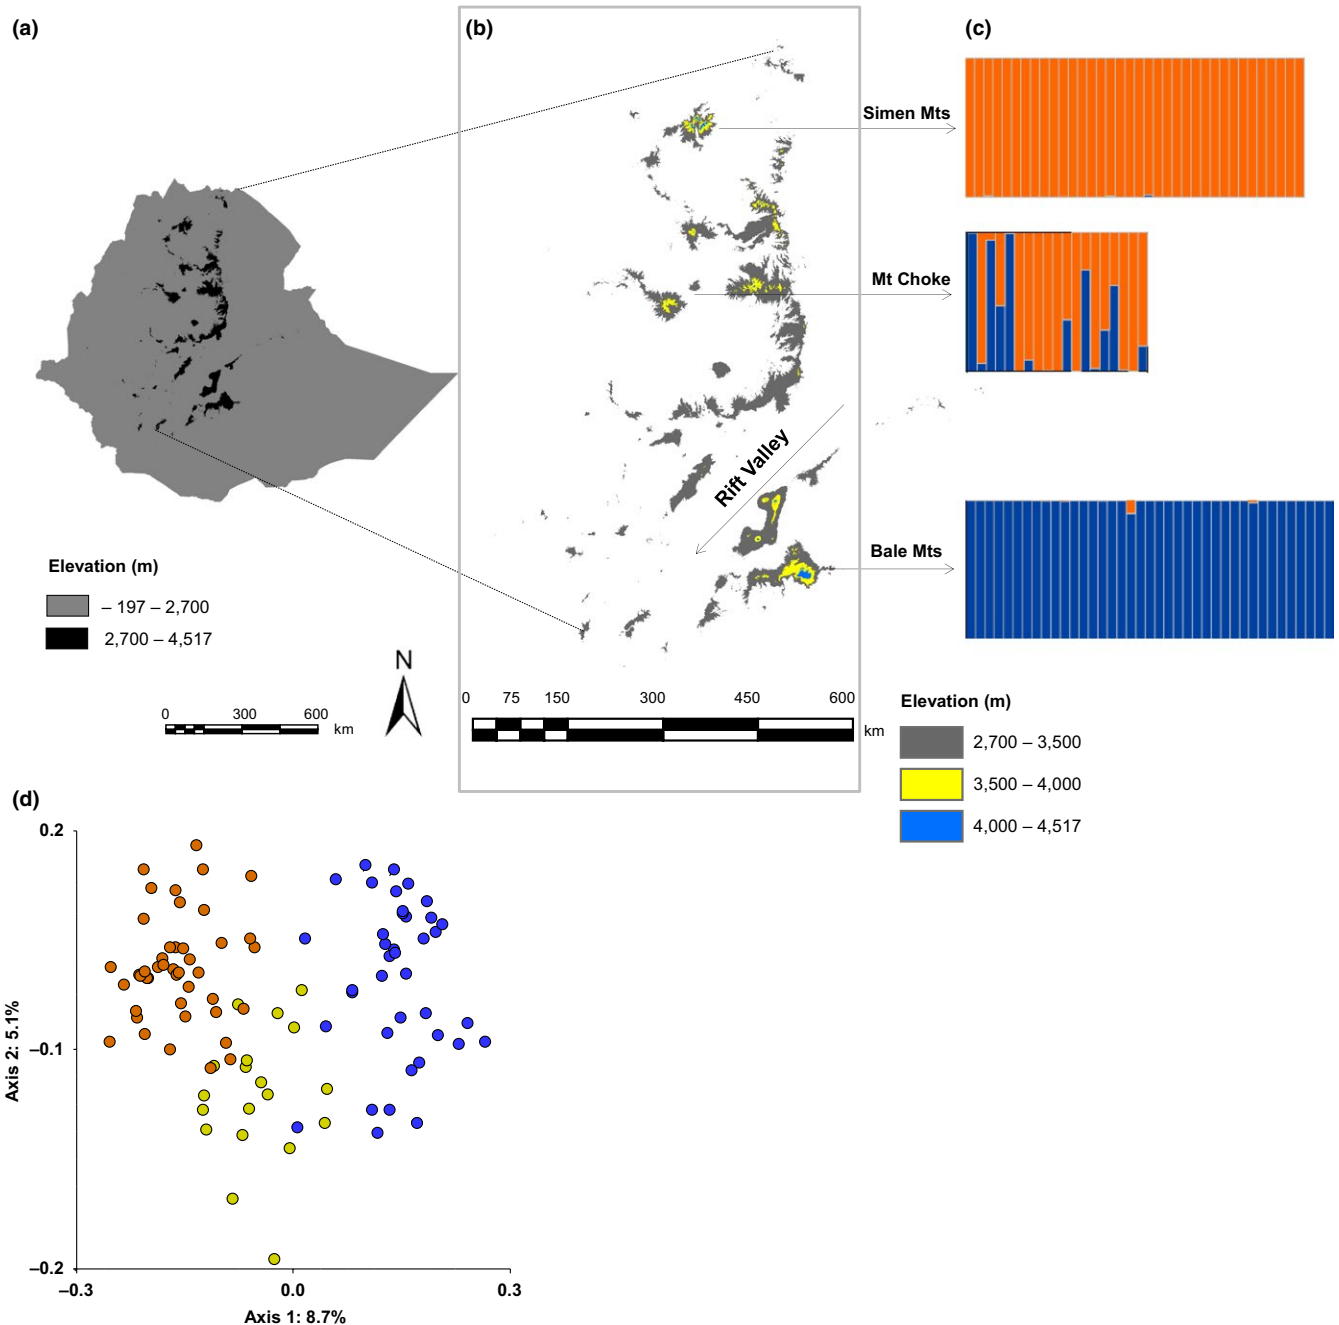 (a)
(b)
(c)
Simen Mts
Mt Choke
Rift Valley
Bale Mts
Elevation (m)
– 197 – 2,700
2,700 – 4,517
N
0 300 600
km
0 75 150 300 450 600
km
Elevation (m)
2,700 – 3,500
3,500 – 4,000
4,000 – 4,517
(d)
0.2
–0.1
–0.2
Axis 2: 5.1%
–0.3 0.0 0.3
Axis 1: 8.7%